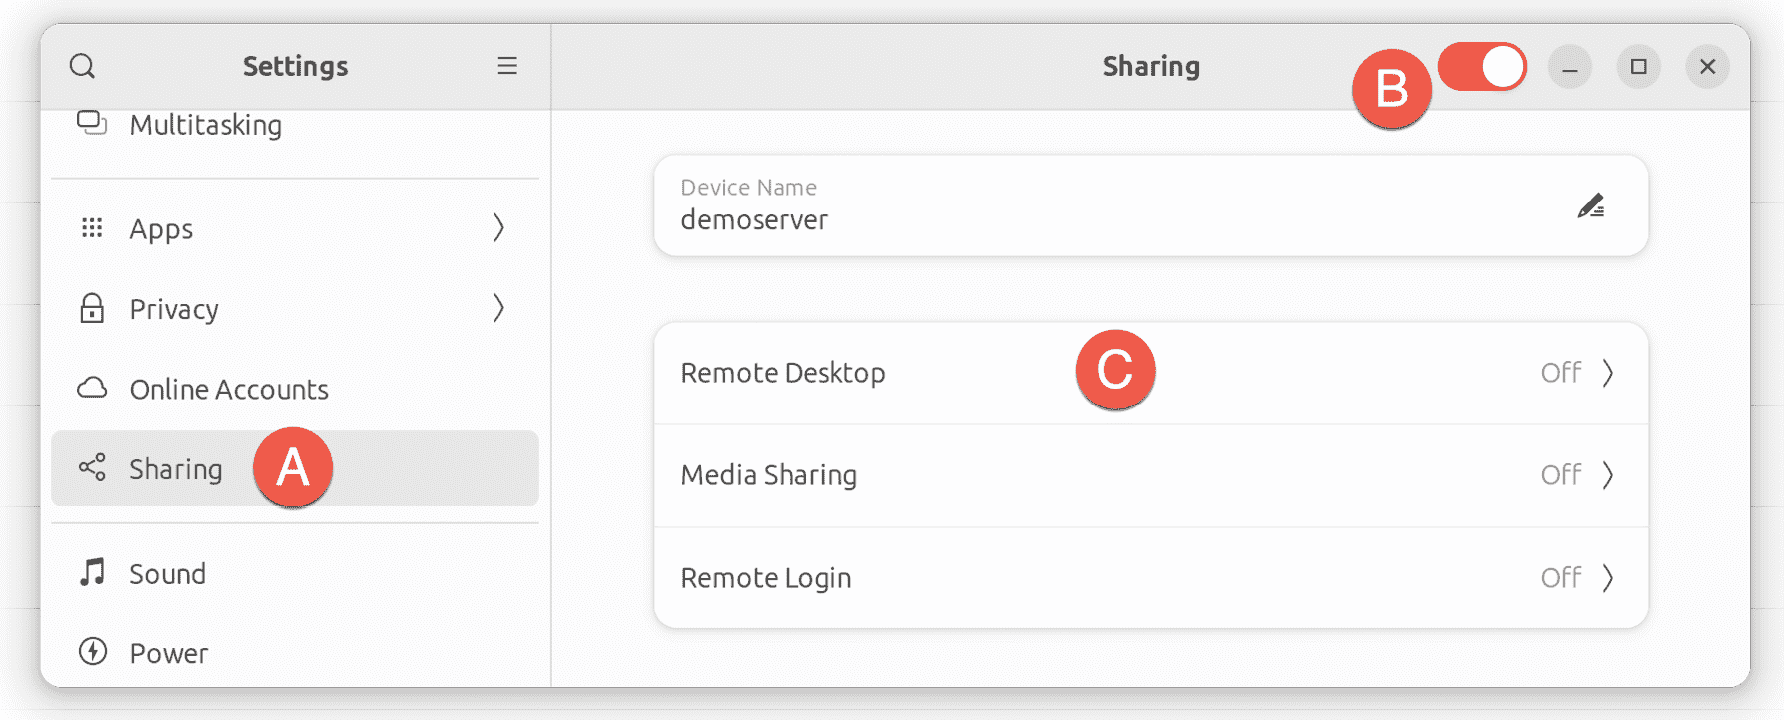 Settings
Sharing
B
Multitasking
Device Name
demoserver
Apps
Privacy
Online Accounts
Sharing
A
Sound
Power
Remote Desktop
C
Off
Media Sharing
Off
Remote Login
Off